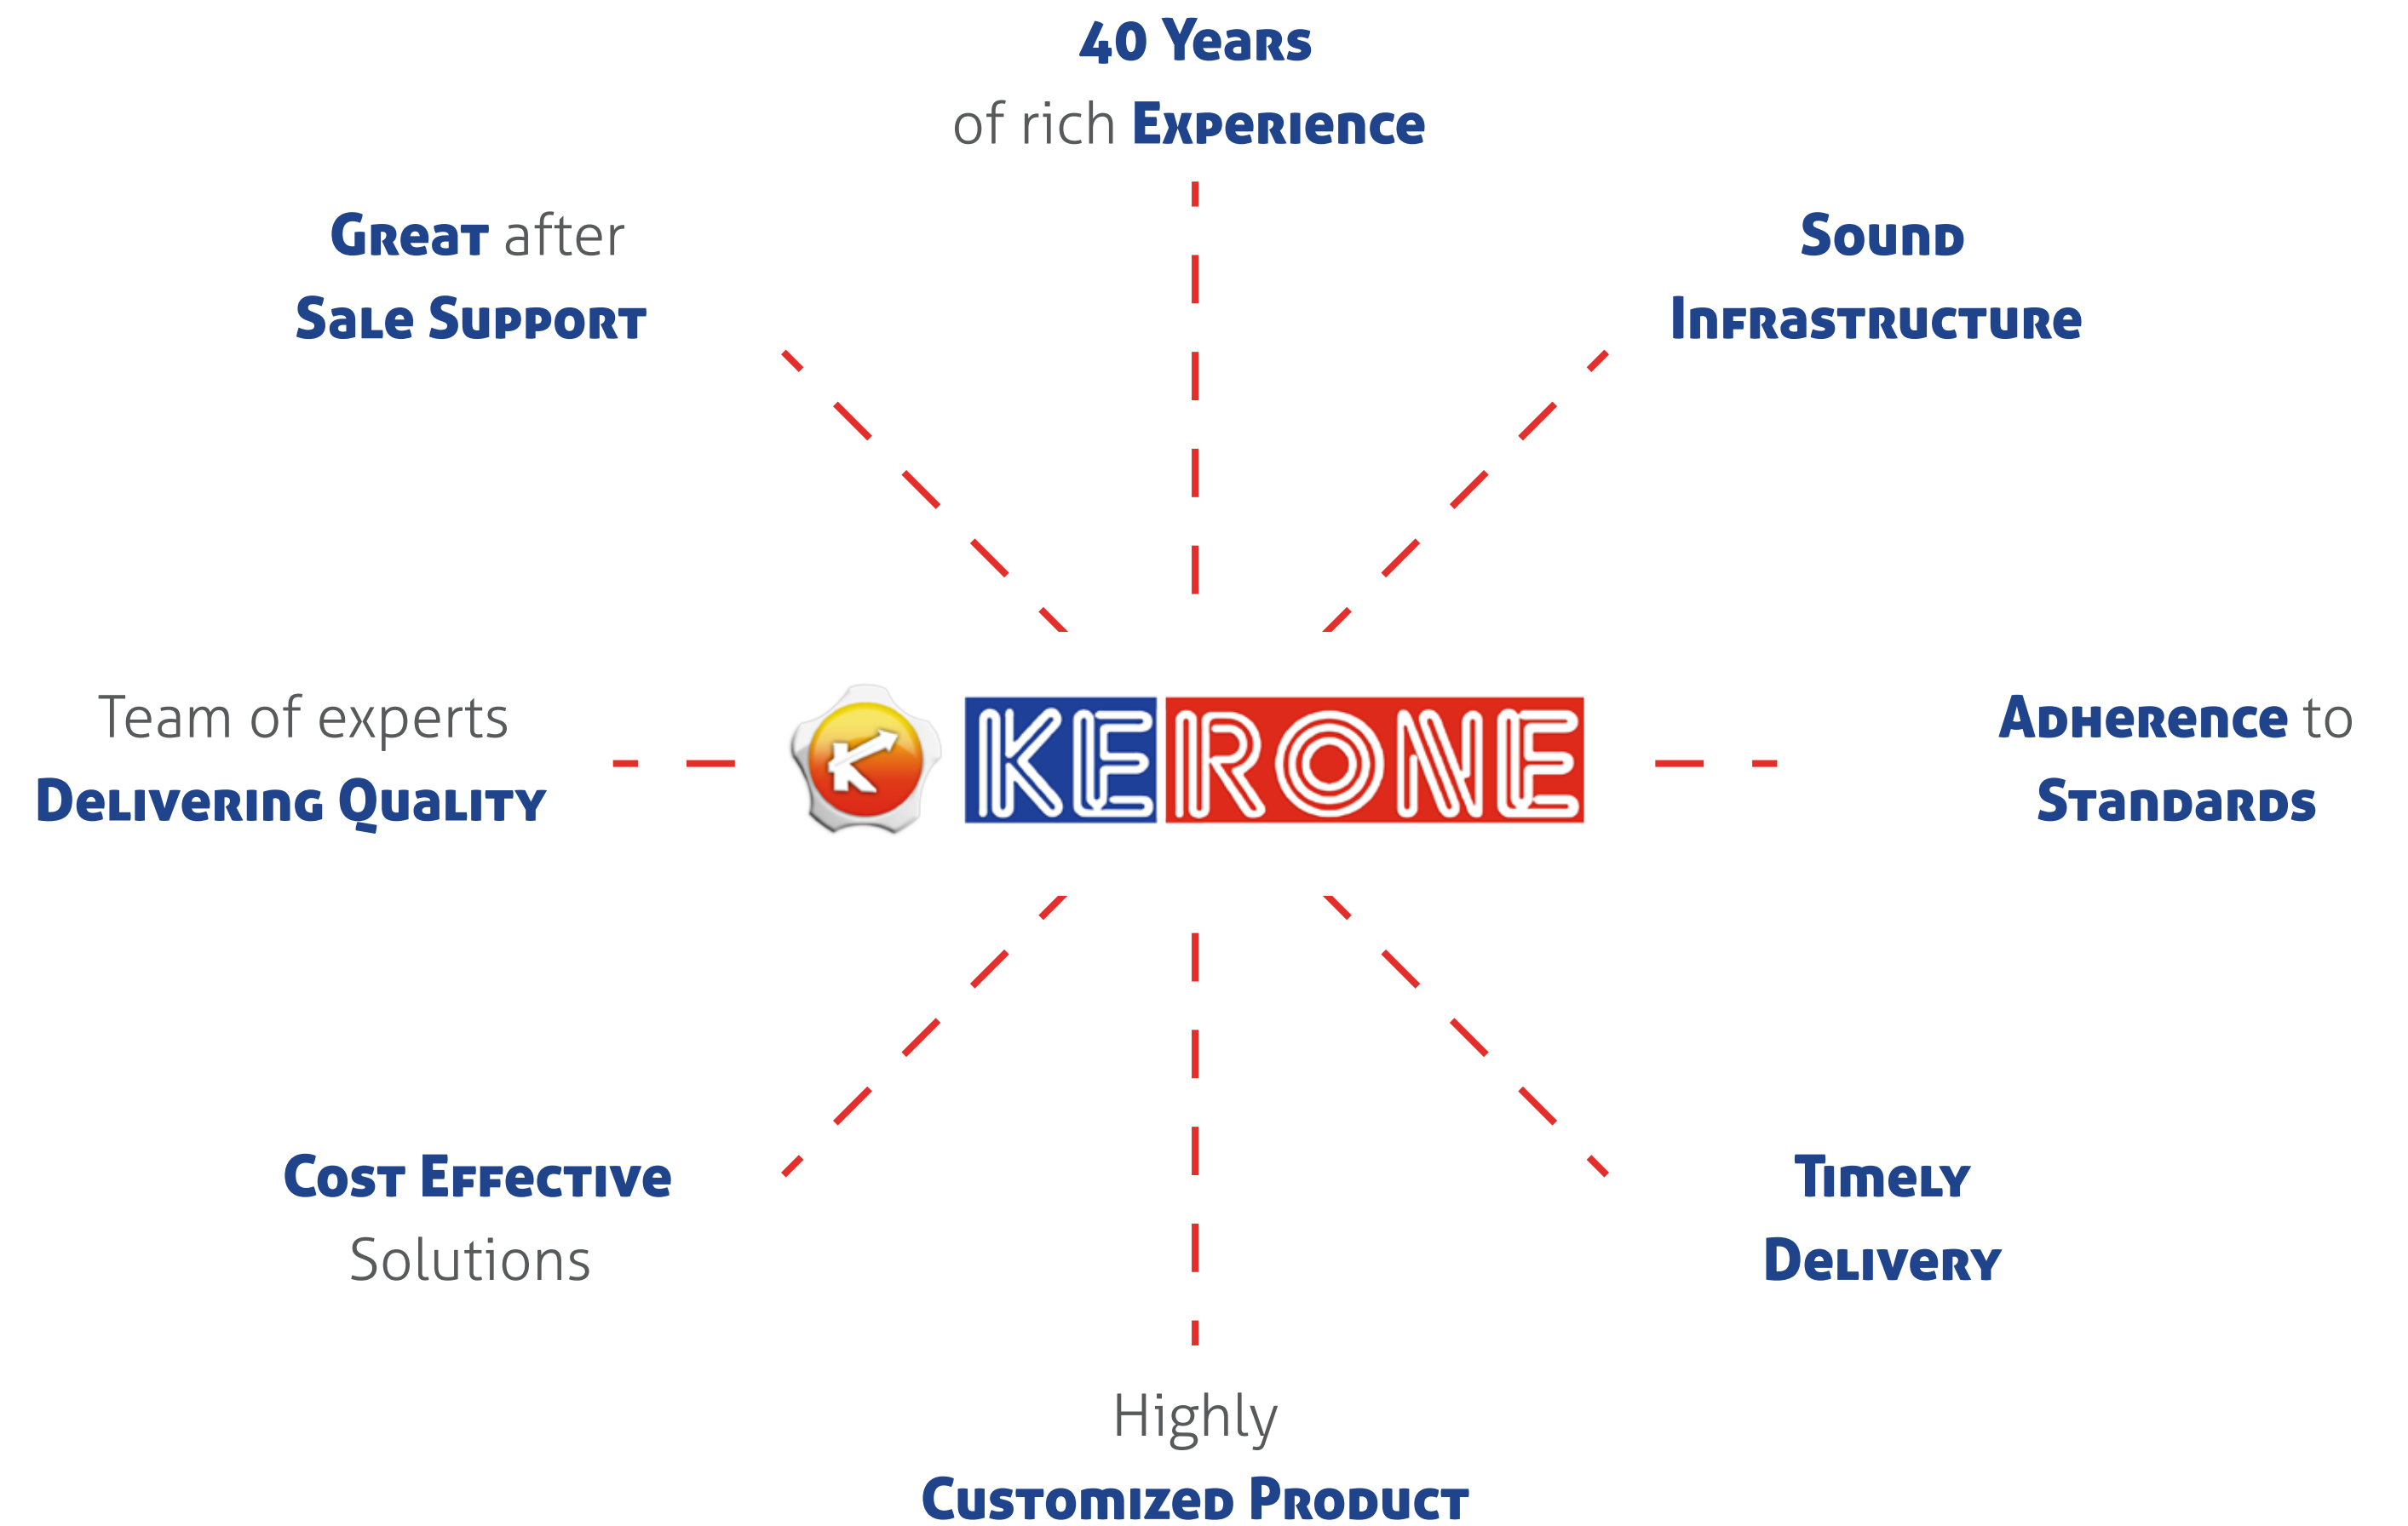 40 Years
of rich Experience
Great after
Sale Support
Sound
Infrastructure
Team of experts
Delivering Quality
K
KERONE
Adherence to
Standards
Cost Effective
Solutions
Timely
Delivery
Highly
Customized Product